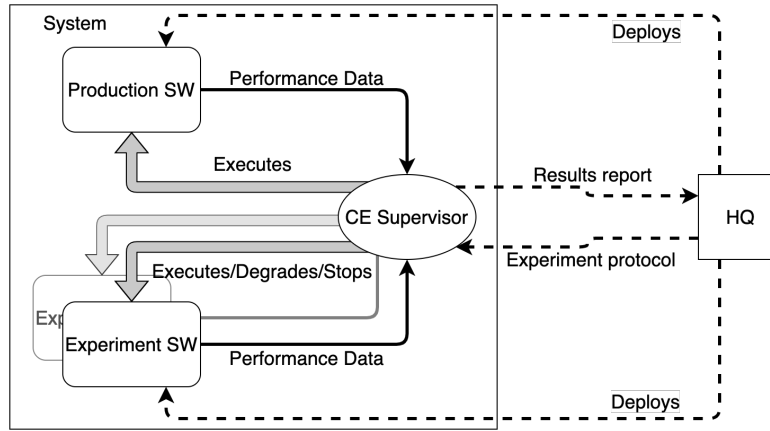 System
Deploys
Production SW
Performance Data
Executes
Results report
CE Supervisor
HQ
Experiment protocol
Executes/Degrades/Stops
Exp
Experiment SW
Performance Data
Deploys